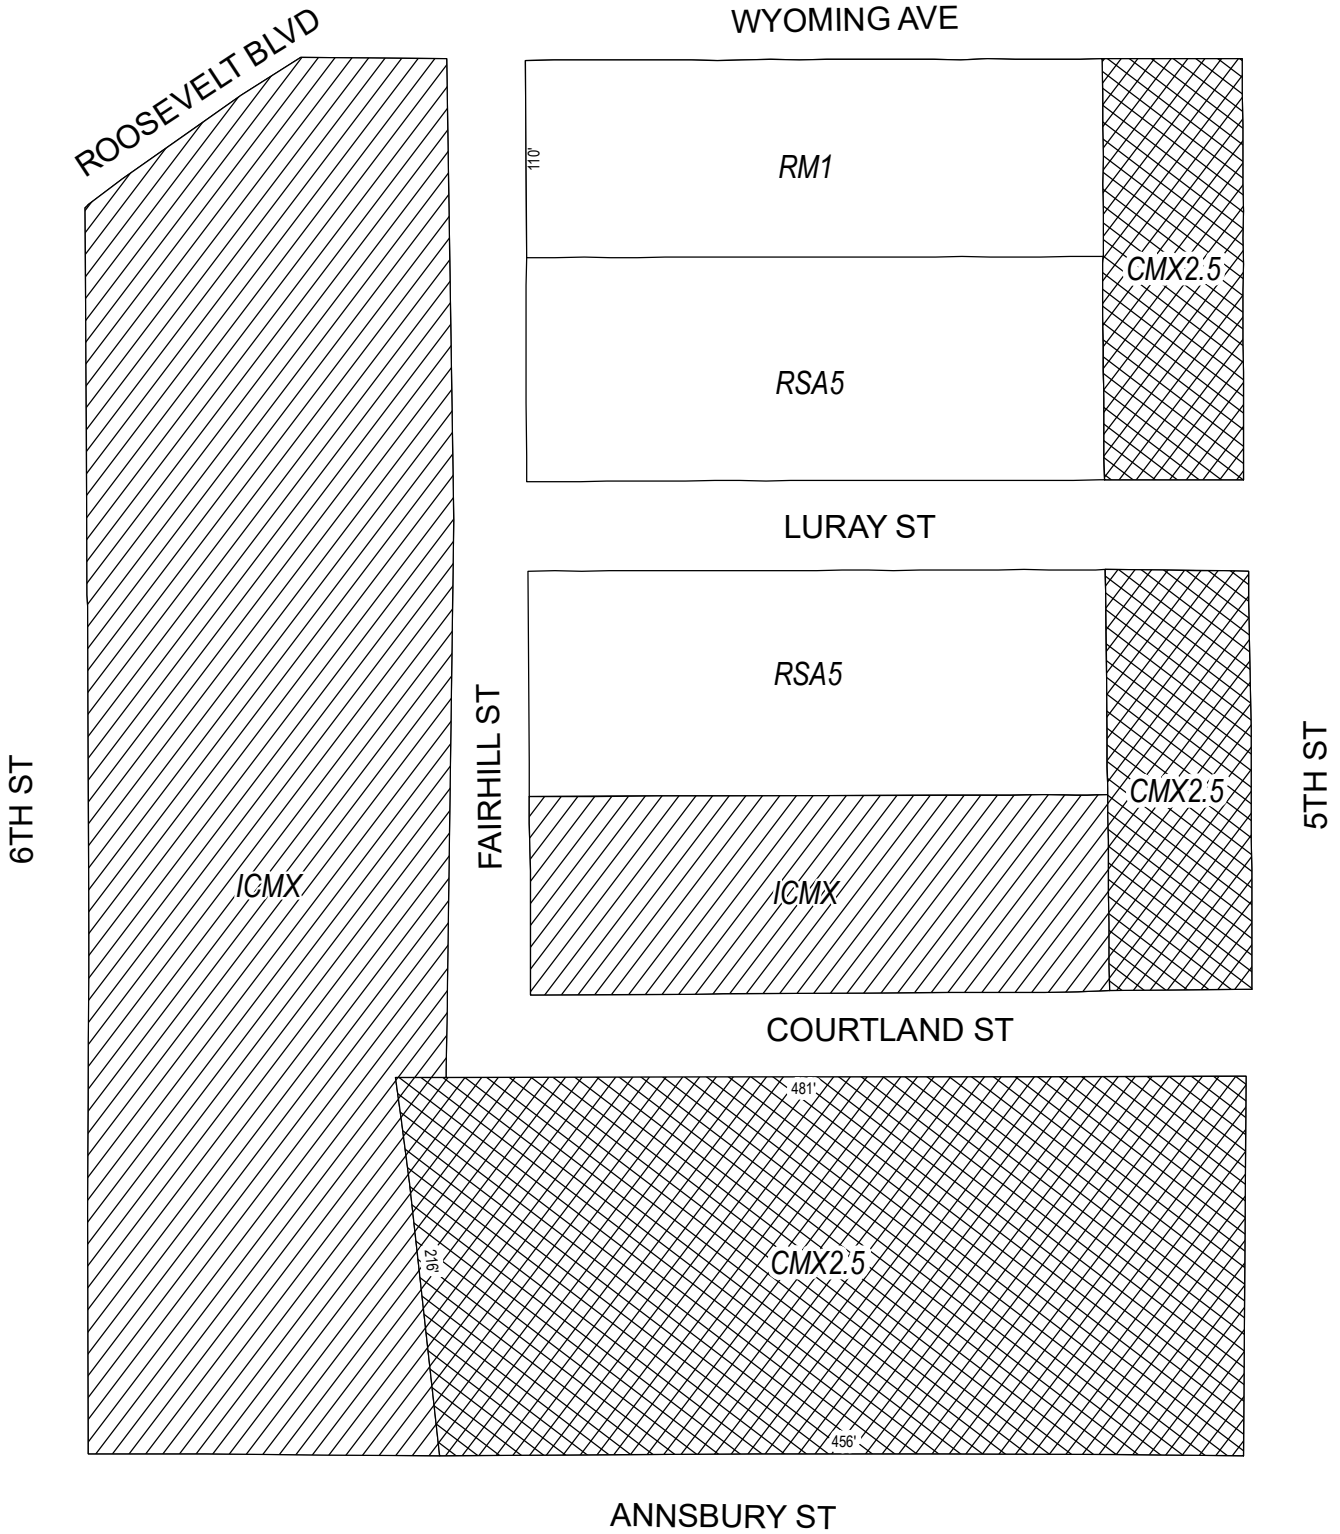 WYOMING AVE
ROOSEVELT BLVD
110'
RM1
CMX2.5
RSA5
LURAY ST
RSA5
FAIRHILL ST
6TH ST
5TH ST
CMX2.5
ICMX
ICMX
COURTLAND ST
481'
216'
CMX2.5
456'
ANNSBURY ST